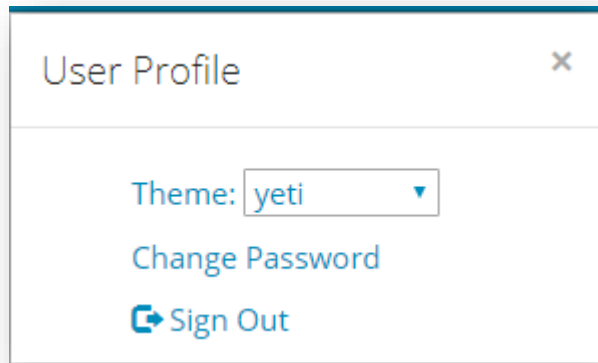 User Profile ×
Theme: yeti
Change Password
Sign Out